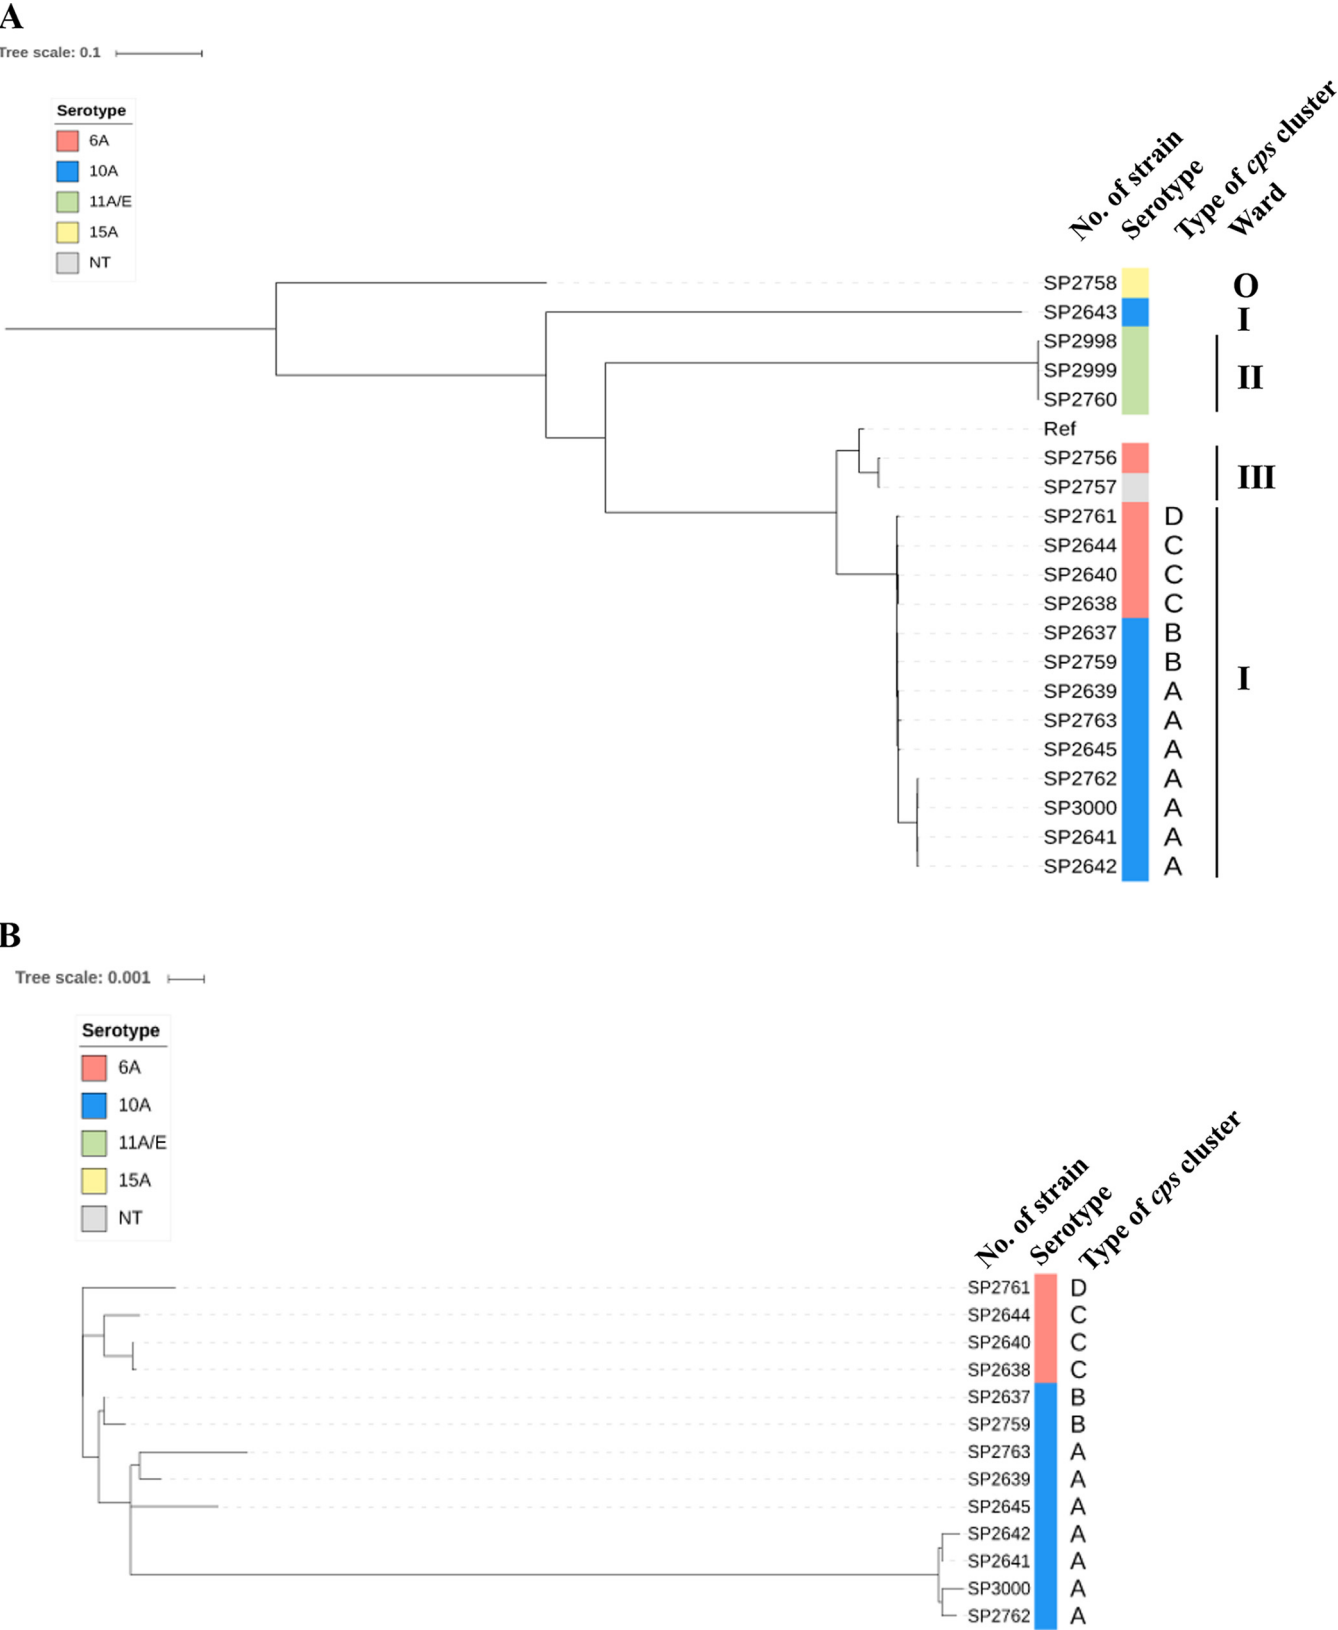 A
Tree scale: 0.1
Serotype
6A
10A
11A/E
15A
NT
No. of strain
Serotype
Type of cps cluster
Ward
SP2758 O
SP2643 I
SP2998
SP2999 II
SP2760
Ref
SP2756
SP2757 III
SP2761 D
SP2644 C
SP2640 C
SP2638 C
SP2637 B
SP2759 B
SP2639 A I
SP2763 A
SP2645 A
SP2762 A
SP3000 A
SP2641 A
SP2642 A
B
Tree scale: 0.001
Serotype
6A
10A
11A/E
15A
NT
No. of strain
Serotype
Type of cps cluster
SP2761 D
SP2644 C
SP2640 C
SP2638 C
SP2637 B
SP2759 B
SP2763 A
SP2639 A
SP2645 A
SP2642 A
SP2641 A
SP3000 A
SP2762 A